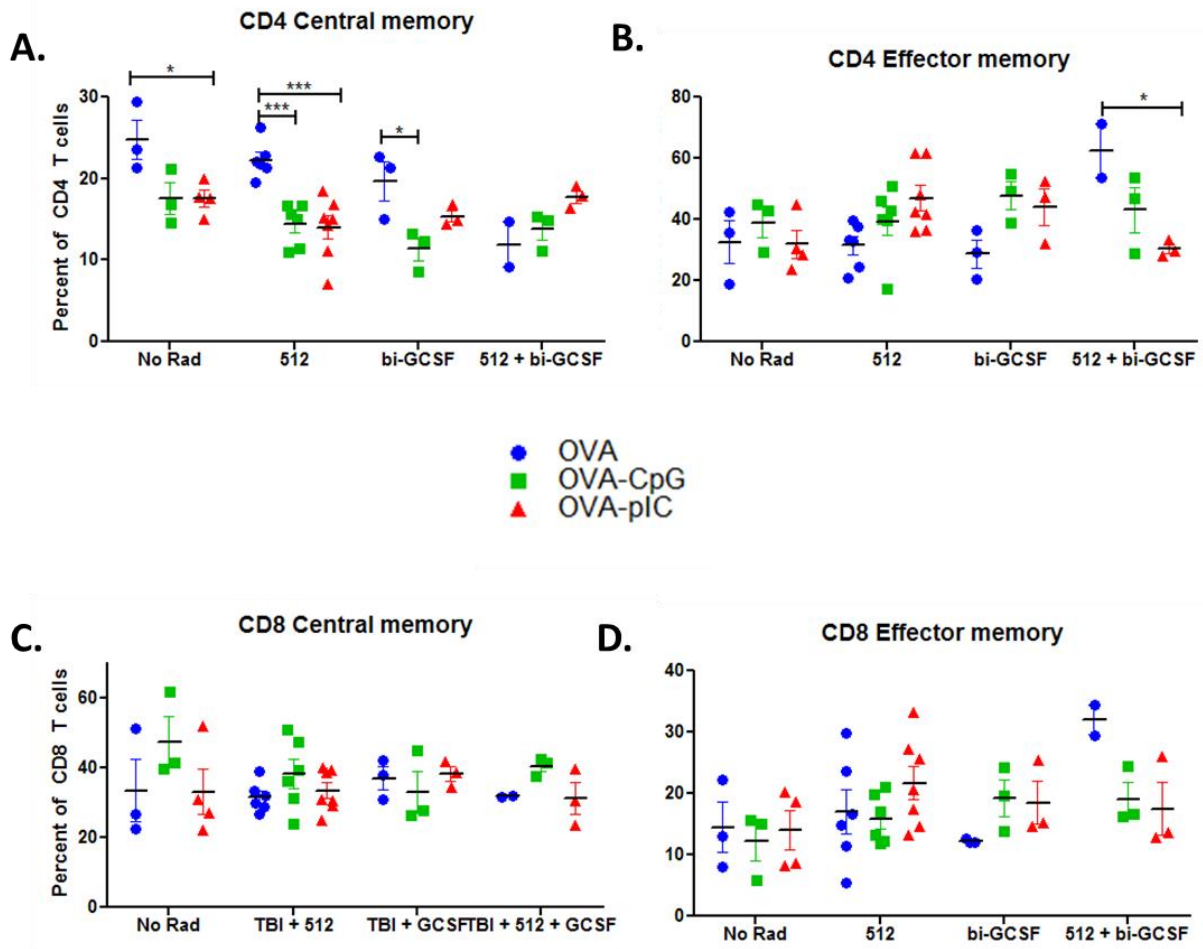 A.
CD4 Central memory
Percent of CD4 T cells
30
20
10
0
*
***
***
*
No Rad 512 bi-GCSF 512 + bi-GCSF
B.
CD4 Effector memory
80
60
40
20
0
*
No Rad 512 bi-GCSF 512 + bi-GCSF
OVA
OVA-CpG
OVA-pIC
C.
CD8 Central memory
Percent of CD8 T cells
60
40
20
0
No Rad TBI + 512 TBI + GCSF TBI + 512 + GCSF
D.
CD8 Effector memory
40
30
20
10
0
No Rad 512 bi-GCSF 512 + bi-GCSF